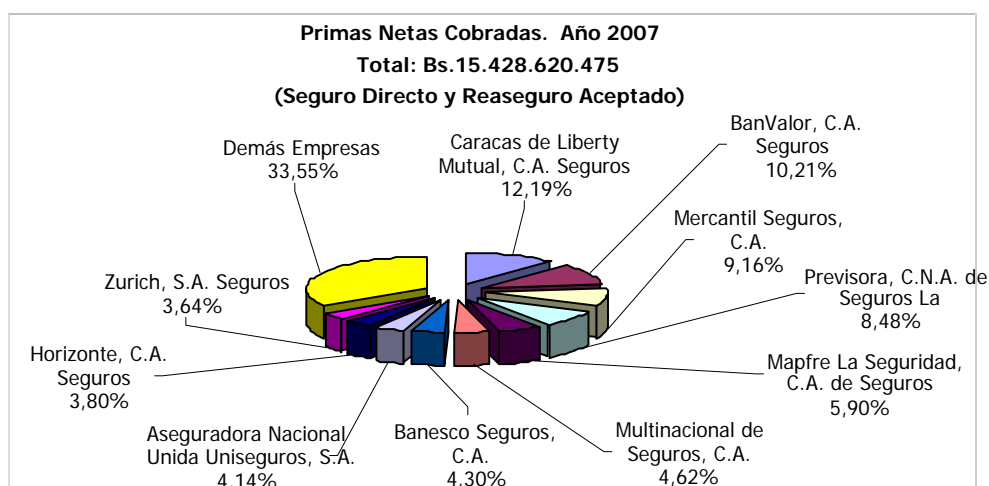 Primas Netas Cobradas. Año 2007
Total: Bs.15.428.620.475
(Seguro Directo y Reaseguro Aceptado)
Demás Empresas
33,55%
Caracas de Liberty
Mutual, C.A. Seguros
12,19%
BanValor, C.A.
Seguros
10,21%
Mercantil Seguros,
C.A.
9,16%
Previsora, C.N.A. de
Seguros La
8,48%
Mapfre La Seguridad,
C.A. de Seguros
5,90%
Multinacional de
Seguros, C.A.
4,62%
Banesco Seguros,
C.A.
4,30%
Aseguradora Nacional
Unida Uniseguros, S.A.
4,14%
Horizonte, C.A.
Seguros
3,80%
Zurich, S.A. Seguros
3,64%